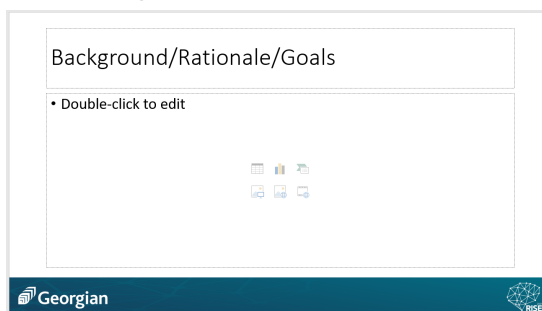 Background/Rationale/Goals
• Double-click to edit
Georgian
RISE